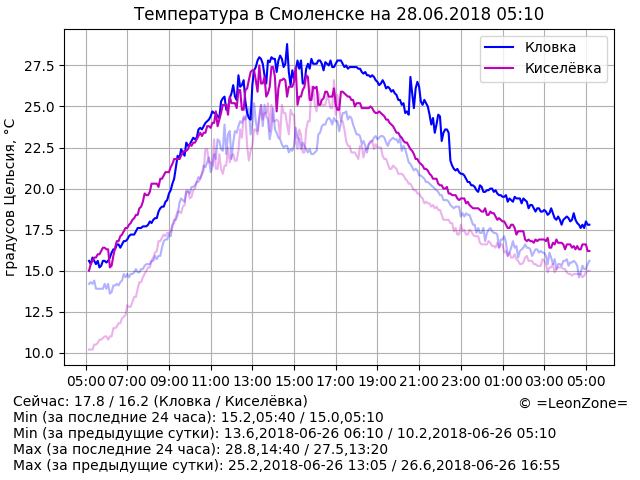 Температура в Смоленске на 28.06.2018 05:10
Кловка
Киселёвка
градусов Цельсия, °C
27.5
25.0
22.5
20.0
17.5
15.0
12.5
10.0
05:00 07:00 09:00 11:00 13:00 15:00 17:00 19:00 21:00 23:00 01:00 03:00 05:00
Сейчас: 17.8 / 16.2 (Кловка / Киселёвка)
© =LeonZone=
Min (за последние 24 часа): 15.2,05:40 / 15.0,05:10
Min (за предыдущие сутки): 13.6,2018-06-26 06:10 / 10.2,2018-06-26 05:10
Max (за последние 24 часа): 28.8,14:40 / 27.5,13:20
Max (за предыдущие сутки): 25.2,2018-06-26 13:05 / 26.6,2018-06-26 16:55